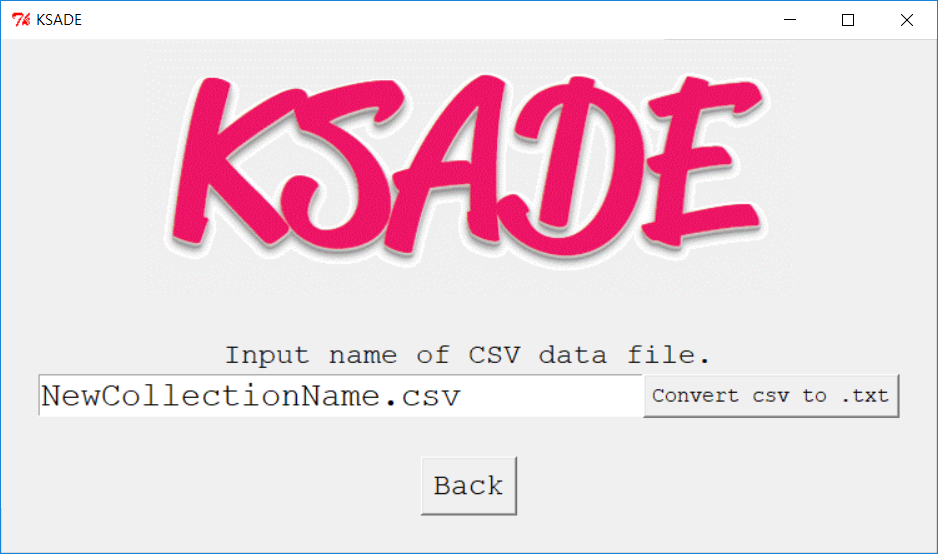 KSADE
KSADE
Input name of CSV data file.
NewCollectionName.csv
Convert csv to .txt
Back